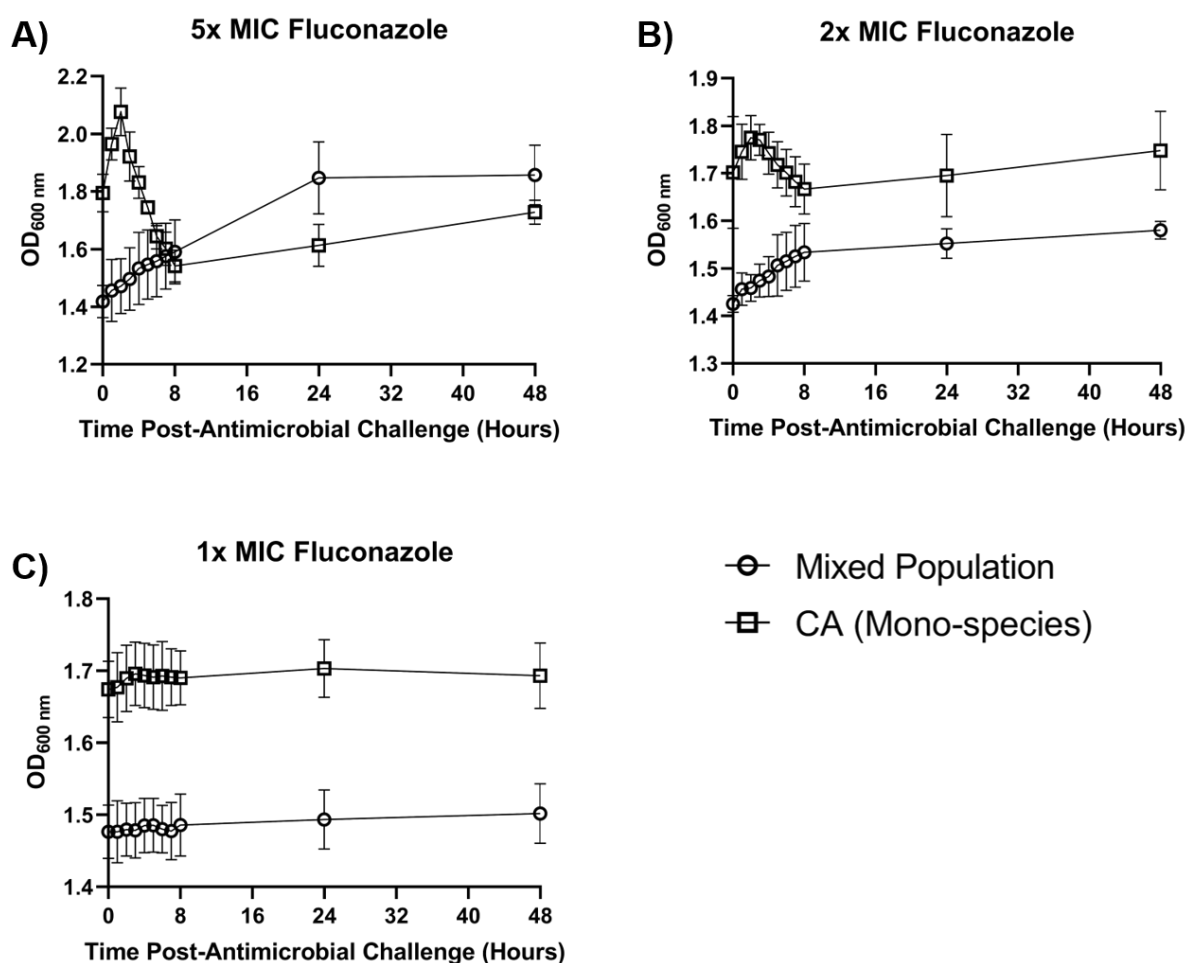 A)
5x MIC Fluconazole
2.2
2.0
1.8
1.6
1.4
1.2
OD600 nm
0 8 16 24 32 40 48
Time Post-Antimicrobial Challenge (Hours)
B)
2x MIC Fluconazole
1.9
1.8
1.7
1.6
1.5
1.4
1.3
OD600 nm
0 8 16 24 32 40 48
Time Post-Antimicrobial Challenge (Hours)
C)
1x MIC Fluconazole
1.8
1.7
1.6
1.5
1.4
OD600 nm
0 8 16 24 32 40 48
Time Post-Antimicrobial Challenge (Hours)
Mixed Population
CA (Mono-species)